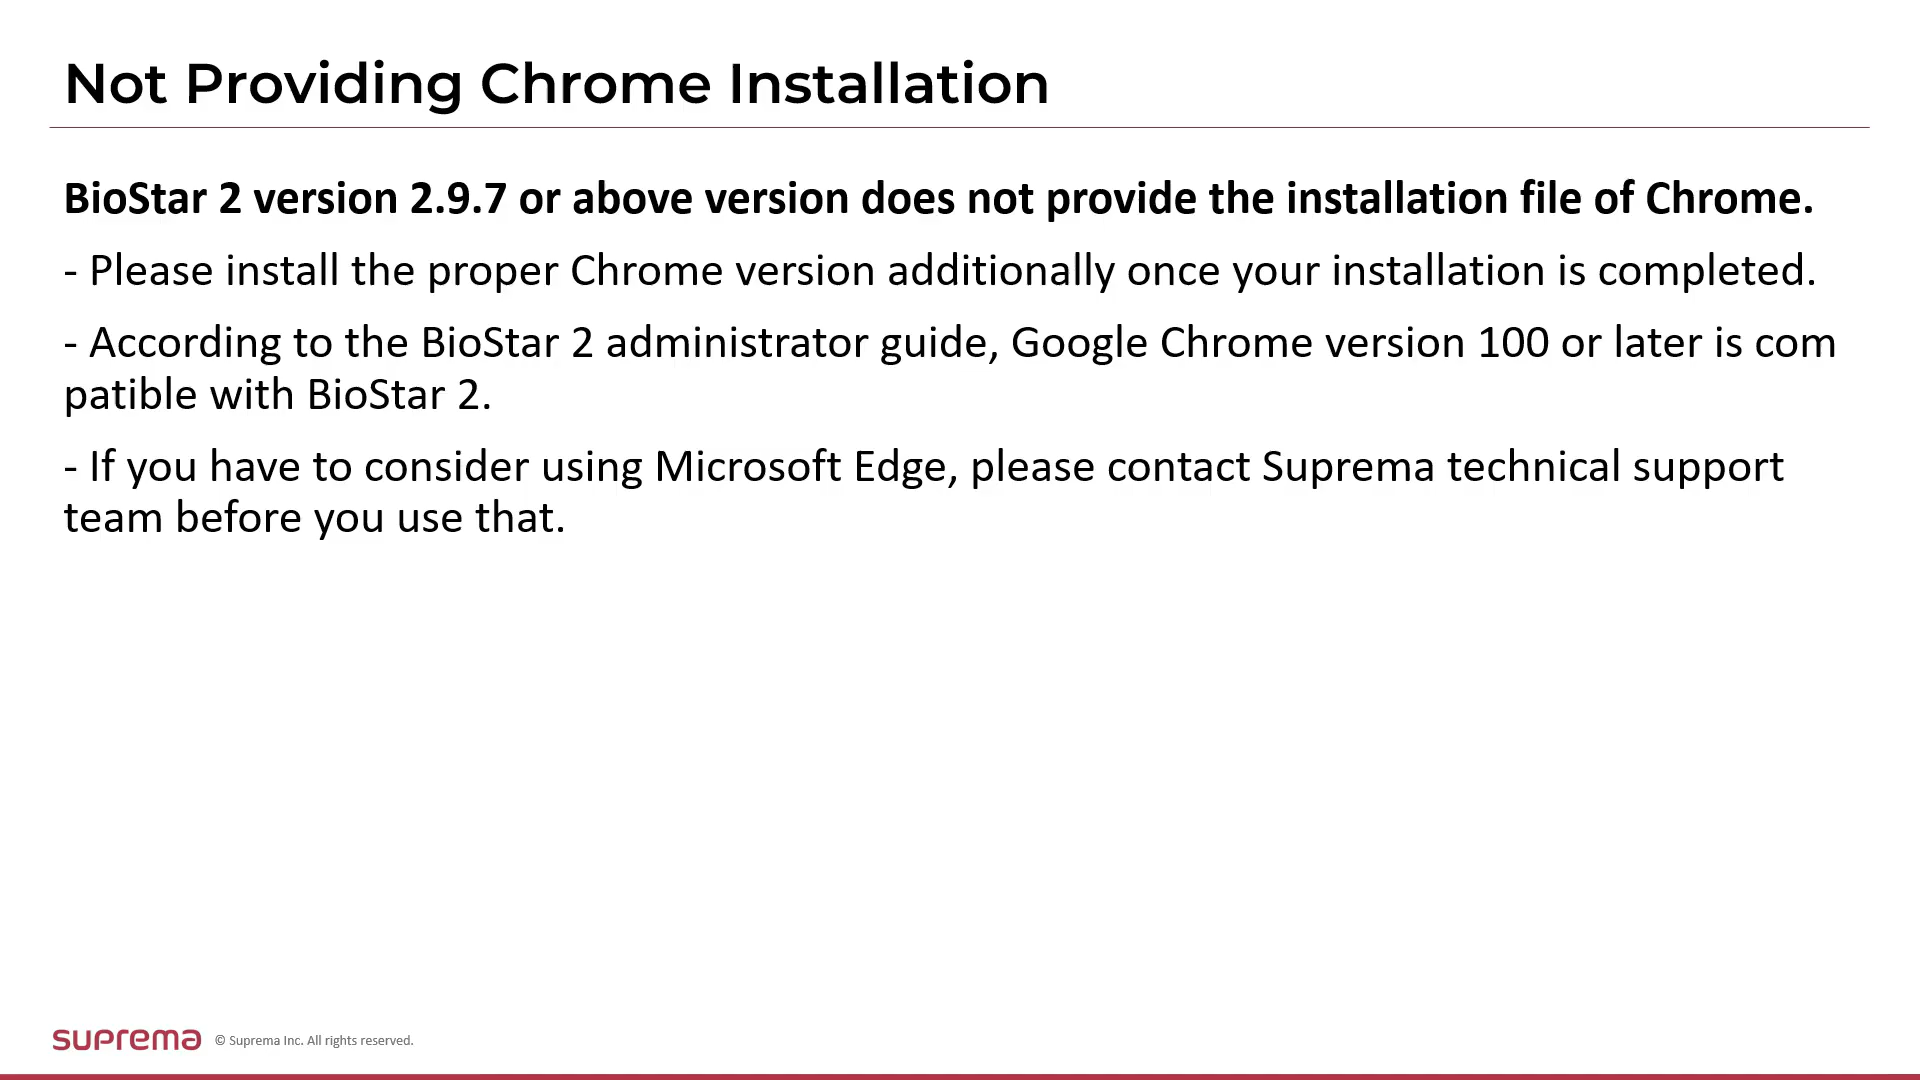 Not Providing Chrome Installation
BioStar 2 version 2.9.7 or above version does not provide the installation file of Chrome.
- Please install the proper Chrome version additionally once your installation is completed.
- According to the BioStar 2 administrator guide, Google Chrome version 100 or later is com
patible with BioStar 2.
- If you have to consider using Microsoft Edge, please contact Suprema technical support
team before you use that.
suprema © Suprema Inc. All rights reserved.